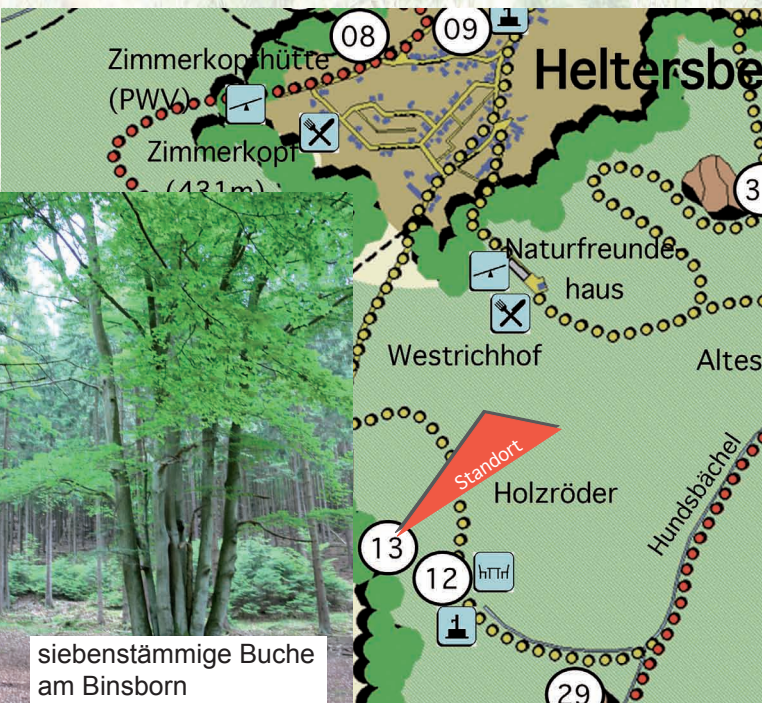 08
09
Zimmerkopfhütte
(PWV)
Heltersbe
Zimmerkopf
(431m)
3
Naturfreunde
haus
Westrichhof
Altes
Standort
Holzröder
Hundsbächel
13
12
29
siebenstämmige Buche
am Binsborn